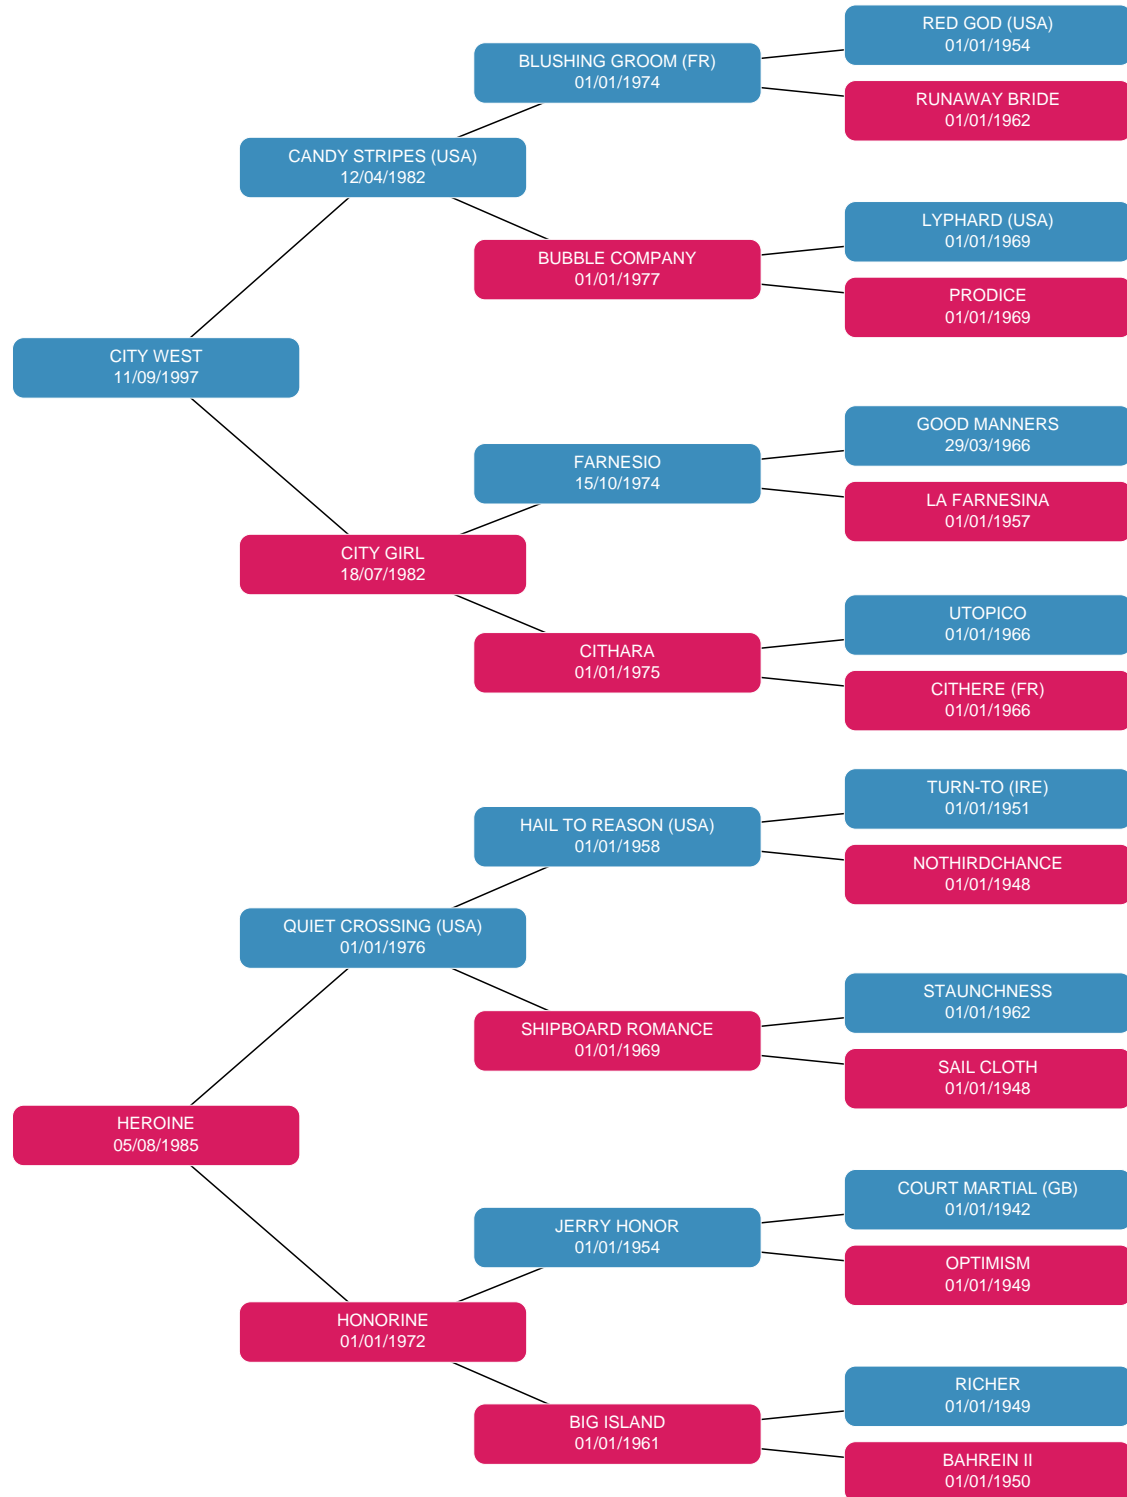 RED GOD (USA)
01/01/1954
BLUSHING GROOM (FR)
01/01/1974
RUNAWAY BRIDE
01/01/1962
CANDY STRIPES (USA)
12/04/1982
LYPHARD (USA)
01/01/1969
BUBBLE COMPANY
01/01/1977
PRODICE
01/01/1969
CITY WEST
11/09/1997
GOOD MANNERS
29/03/1966
FARNESIO
15/10/1974
LA FARNESINA
01/01/1957
CITY GIRL
18/07/1982
UTOPICO
01/01/1966
CITHARA
01/01/1975
CITHERE (FR)
01/01/1966
TURN-TO (IRE)
01/01/1951
HAIL TO REASON (USA)
01/01/1958
NOTHIRDCHANCE
01/01/1948
QUIET CROSSING (USA)
01/01/1976
STAUNCHNESS
01/01/1962
SHIPBOARD ROMANCE
01/01/1969
SAIL CLOTH
01/01/1948
HEROINE
05/08/1985
COURT MARTIAL (GB)
01/01/1942
JERRY HONOR
01/01/1954
OPTIMISM
01/01/1949
HONORINE
01/01/1972
RICHER
01/01/1949
BIG ISLAND
01/01/1961
BAHREIN II
01/01/1950